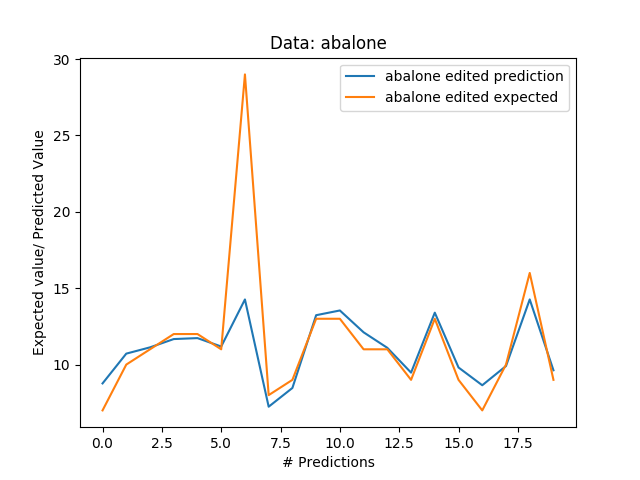 Data: abalone
abalone edited prediction
abalone edited expected
Expected value/ Predicted Value
30
25
20
15
10
0.0 2.5 5.0 7.5 10.0 12.5 15.0 17.5
# Predictions